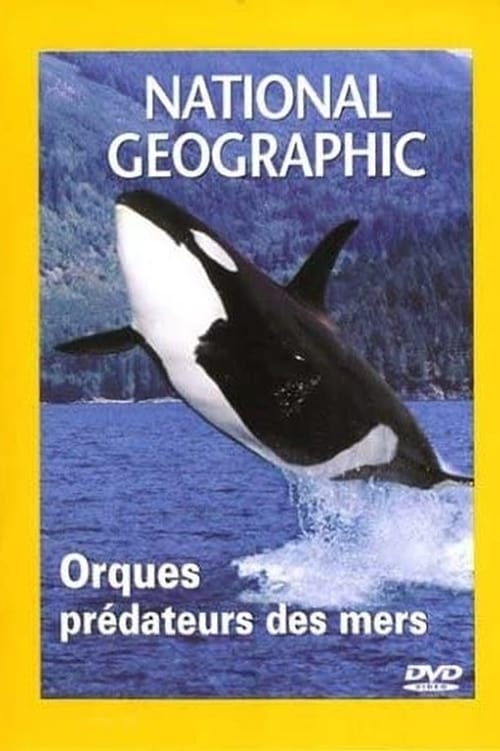 NATIONAL
GEOGRAPHIC
Orques
prédateurs des mers
DVD
VIDEO